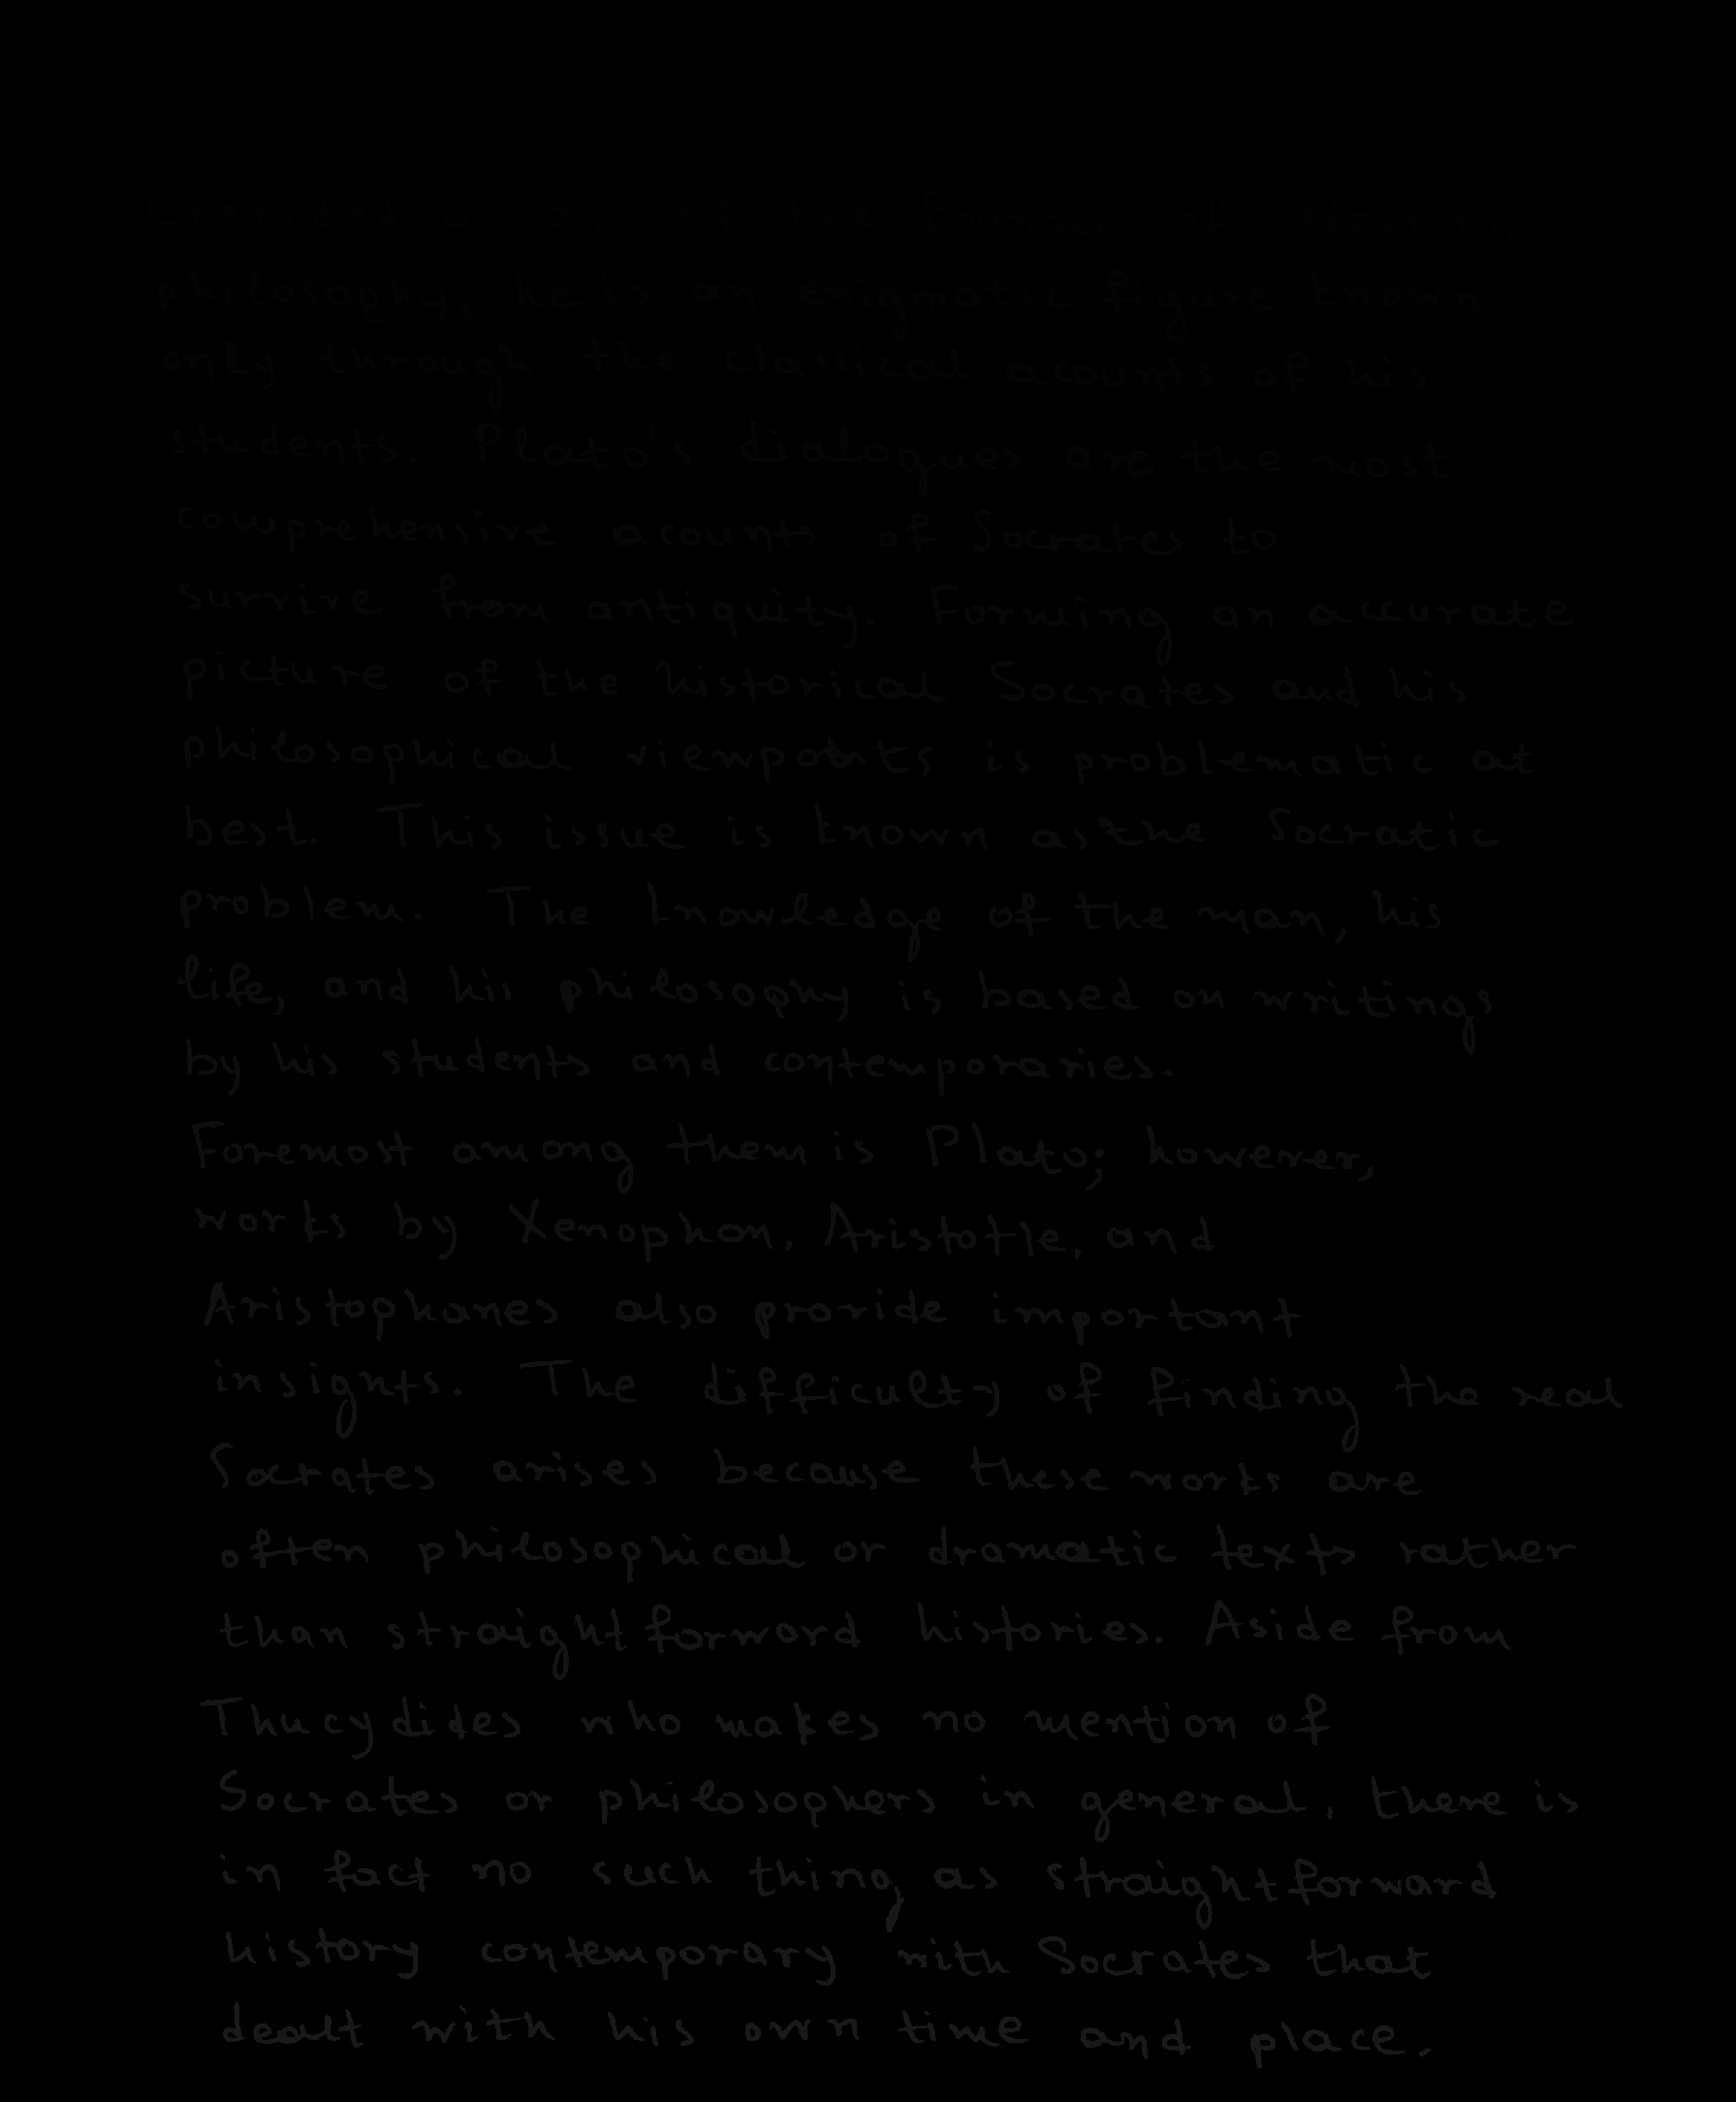 Cretided as one of the founders of Western
philosophy, he is an enigmatic figure known
only through the classical acounts of his
students. Plato's dialogues are the most
comprehensive acounts of Socrates to
survive from antiquity. Forming an accurate
picture of the historical Socrates and his
philosophical viewpoints is problematic at
best. This issue is known as the Socratic
problem. The knowledge of the man, his
life, and his philosophy is based on writings
by his students and contemporaries.
Foremost among them is Plato; however,
works by Xenophon, Aristotle, and
Aristophanes also provide important
insights. The difficulty of finding the real
Socrates arises because these works are
often philosophical or dramatic texts rather
than straightforward histories. Aside from
Thucydides who makes no mention of
Socrates or philosophers in general, there is
in fact no such thing as straightforward
history contemporary with Socrates that
dealt with his own time and place.